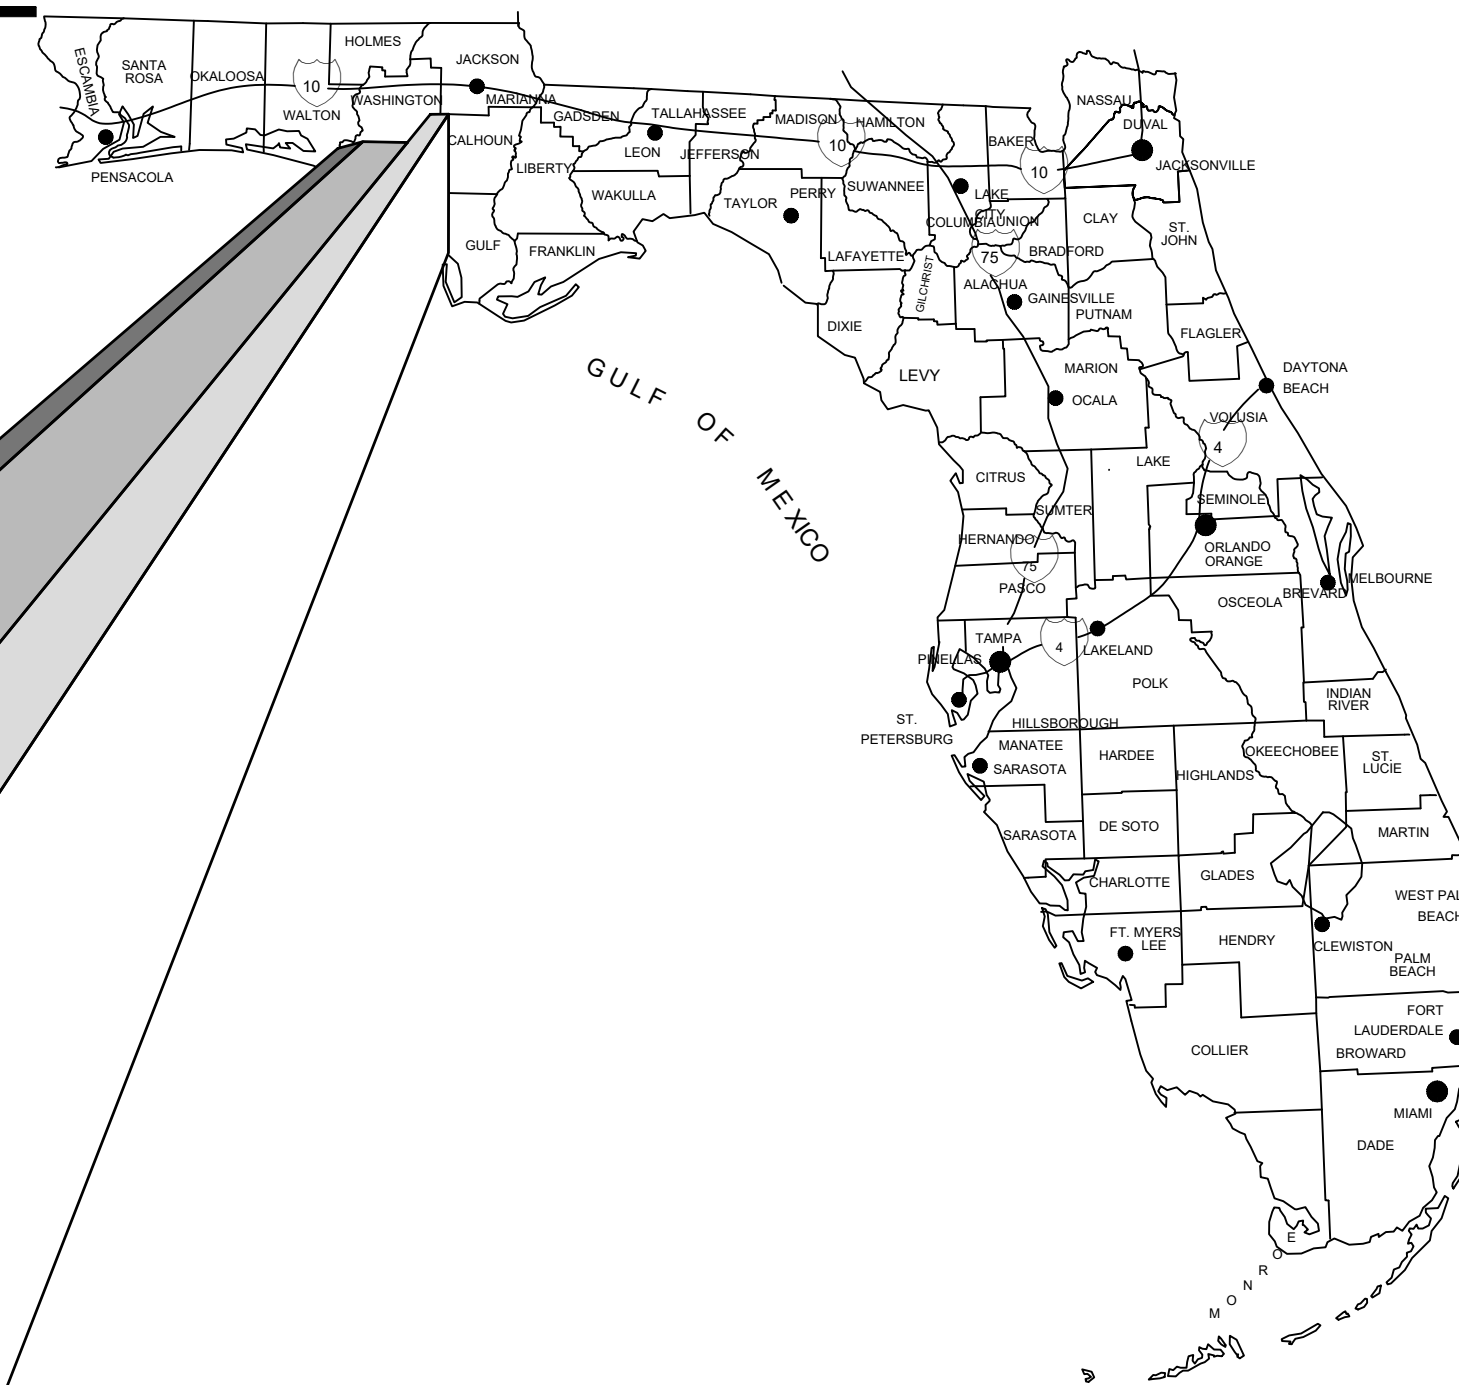 HOLMES
JACKSON
ESCAMBIA
SANTA
ROSA
OKALOOSA
10
WALTON
WASHINGTON
MARIANNA
PENSACOLA
CALHOUN
GADSDEN
LIBERTY
TALLAHASSEE
LEON
JEFFERSON
WAKULLA
GULF
FRANKLIN
MADISON
HAMILTON
10
TAYLOR
PERRY
SUWANNEE
LAFAYETTE
DIXIE
GILCHRIST
NASSAU
DUVAL
BAKER
JACKSONVILLE
10
LAKE
CITY
COLUMBIA
UNION
CLAY
ST.
JOHN
BRADFORD
75
ALACHUA
GAINESVILLE
PUTNAM
FLAGLER
LEVY
MARION
OCALA
DAYTONA
BEACH
VOLUSIA
4
GULF OF MEXICO
CITRUS
LAKE
SUMTER
SEMINOLE
HERNANDO
75
ORLANDO
ORANGE
PASCO
OSCEOLA
BREVARD
MELBOURNE
TAMPA
PINELLAS
4
LAKELAND
POLK
INDIAN
RIVER
ST.
PETERSBURG
HILLSBOROUGH
MANATEE
SARASOTA
HARDEE
HIGHLANDS
OKEECHOBEE
ST.
LUCIE
SARASOTA
DE SOTO
MARTIN
CHARLOTTE
GLADES
WEST PAL
BEACH
FT. MYERS
LEE
HENDRY
CLEWISTON
PALM
BEACH
FORT
LAUDERDALE
COLLIER
BROWARD
MIAMI
DADE
MONROE